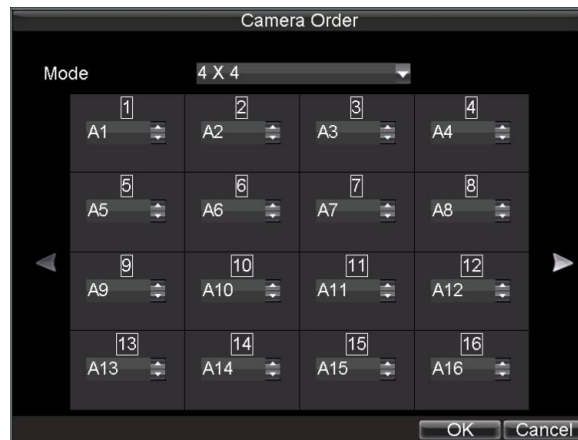 Camera Order
Mode 4 X 4
1 2 3 4
A1 A2 A3 A4
5 6 7 8
A5 A6 A7 A8
9 10 11 12
A9 A10 A11 A12
13 14 15 16
A13 A14 A15 A16
OK Cancel